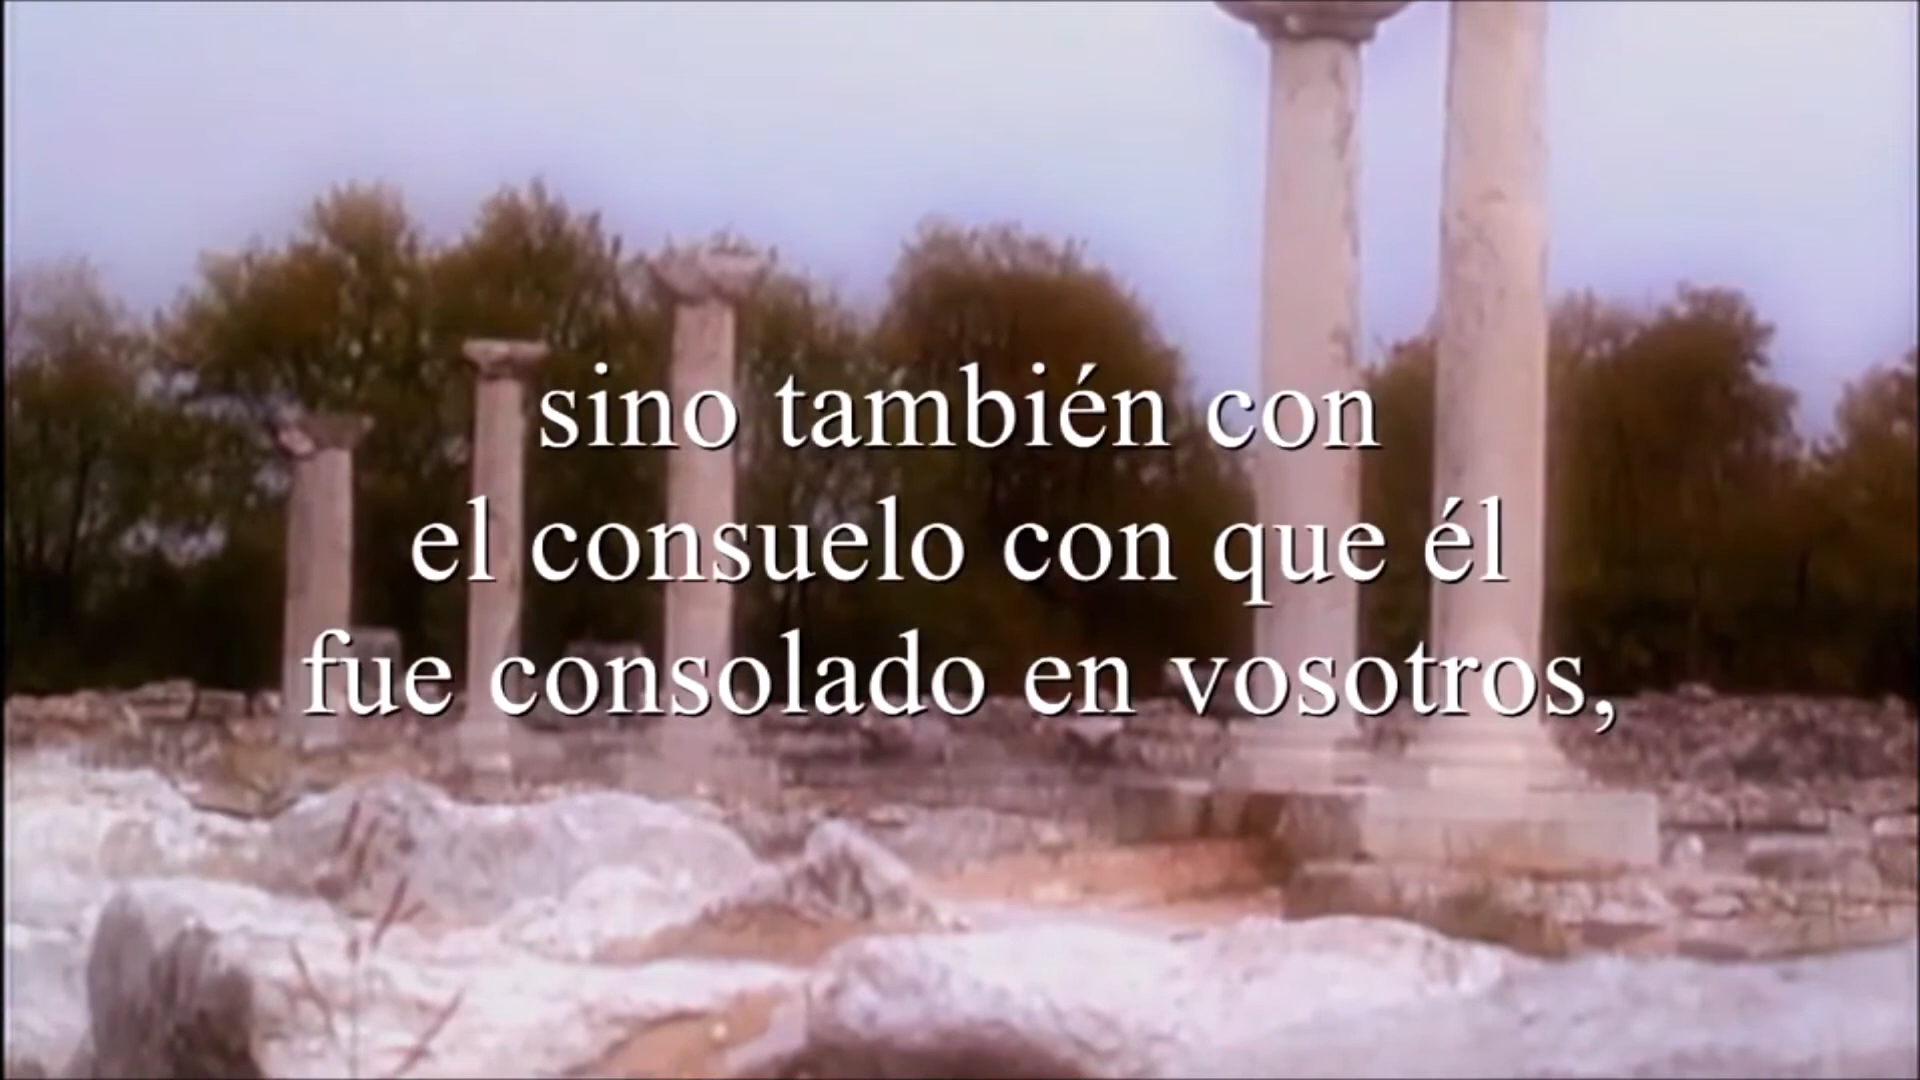 sino también con
el consuelo con que él
fue consolado en vosotros,